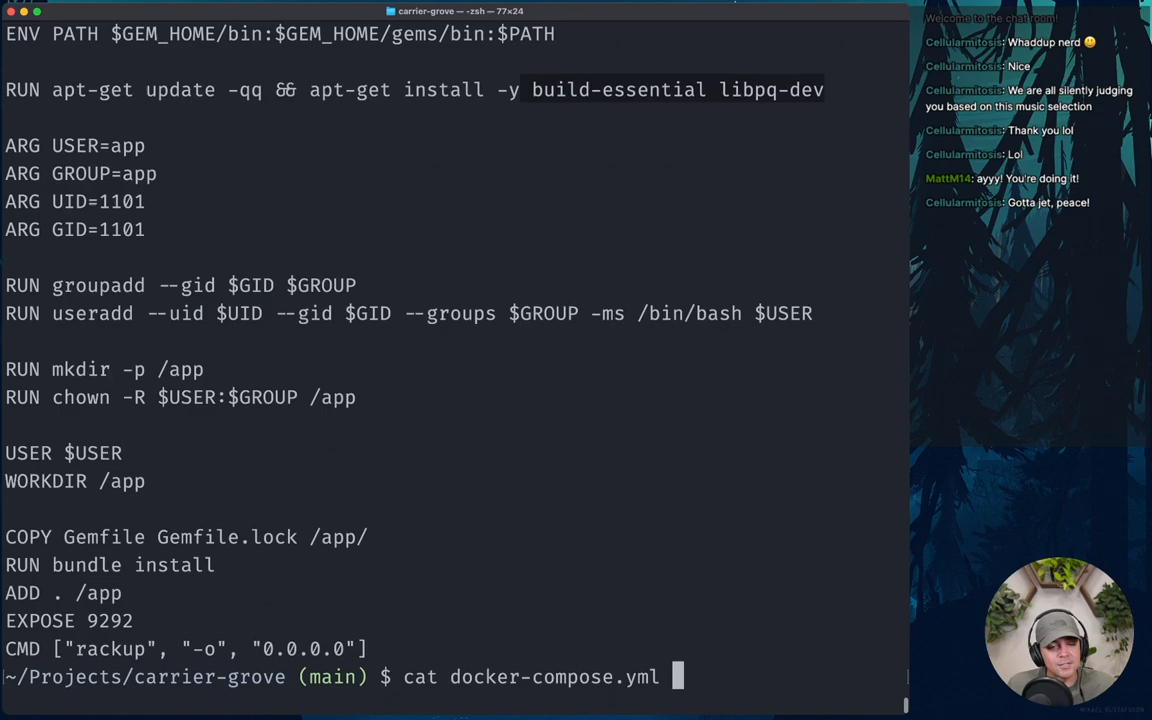 carrier-grove — -zsh — 77×24
ENV PATH $GEM_HOME/bin:$GEM_HOME/gems/bin:$PATH
RUN apt-get update -qq && apt-get install -y build-essential libpq-dev
ARG USER=app
ARG GROUP=app
ARG UID=1101
ARG GID=1101
RUN groupadd --gid $GID $GROUP
RUN useradd --uid $UID --gid $GID --groups $GROUP -ms /bin/bash $USER
RUN mkdir -p /app
RUN chown -R $USER:$GROUP /app
USER $USER
WORKDIR /app
COPY Gemfile Gemfile.lock /app/
RUN bundle install
ADD . /app
EXPOSE 9292
CMD ["rackup", "-o", "0.0.0.0"]
~/Projects/carrier-grove (main) $ cat docker-compose.yml
Welcome to the chat room!
Cellularmitosis: Whaddup nerd 😃
Cellularmitosis: Nice
Cellularmitosis: We are all silently judging
you based on this music selection
Cellularmitosis: Thank you lol
Cellularmitosis: Lol
MattM14: ayyy! You're doing it!
Cellularmitosis: Gotta jet, peace!
MIKAEL GUSTAFSSON